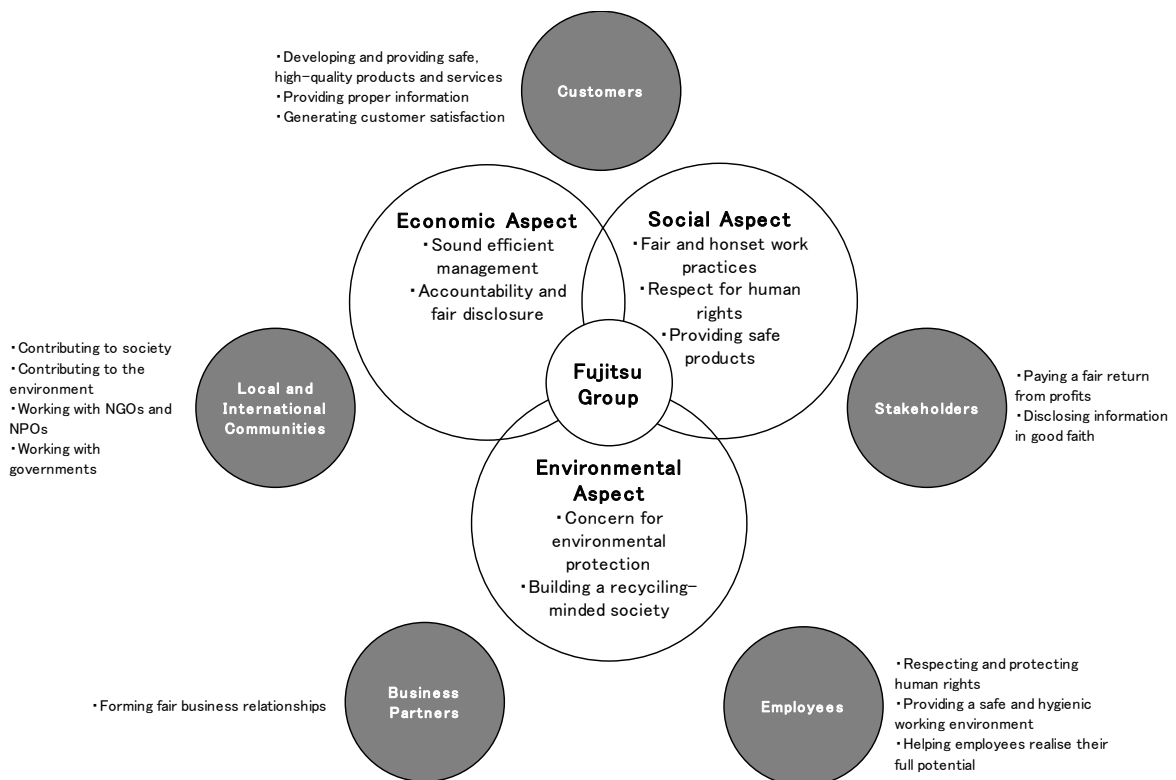 ・Developing and providing safe,
high-quality products and services
・Providing proper information
・Generating customer satisfaction
Customers
Economic Aspect
・Sound efficient
management
・Accountability and
fair disclosure
Social Aspect
・Fair and honset work
practices
・Respect for human
rights
・Providing safe
products
Fujitsu
Group
・Contributing to society
・Contributing to the
environment
・Working with NGOs and
NPOs
・Working with
governments
Local and
International
Communities
Stakeholders
・Paying a fair return
from profits
・Disclosing information
in good faith
Environmental
Aspect
・Concern for
environmental
protection
・Building a recyciling-
minded society
・Forming fair business relationships
Business
Partners
Employees
・Respecting and protecting
human rights
・Providing a safe and hygienic
working environment
・Helping employees realise their
full potential